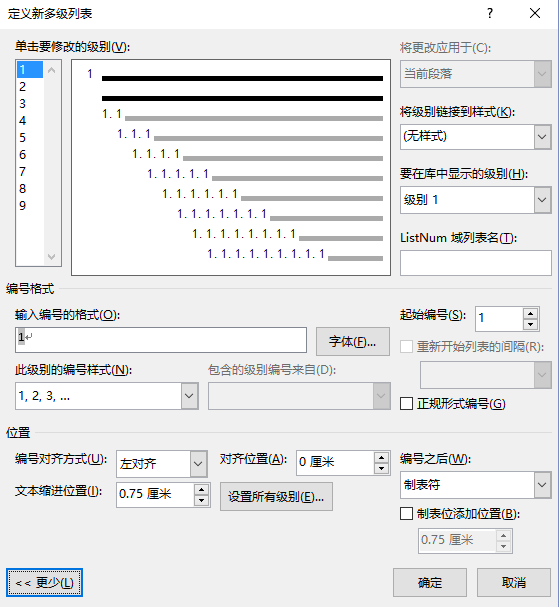 定义新多级列表
?
单击要修改的级别(V):
1
2
3
4
5
6
7
8
9
1
1.1
1.1.1
1.1.1.1
1.1.1.1.1
1.1.1.1.1.1
1.1.1.1.1.1.1
1.1.1.1.1.1.1.1
1.1.1.1.1.1.1.1.1
将更改应用于(C):
当前段落
将级别链接到样式(K):
(无样式)
要在库中显示的级别(H):
级别 1
ListNum 域列表名(T):
编号格式
输入编号的格式(O):
1
字体(F)...
起始编号(S):
1
重新开始列表的间隔(R):
此级别的编号样式(N):
1, 2, 3, ...
包含的级别编号来自(D):
正规形式编号(G)
位置
编号对齐方式(U):
左对齐
对齐位置(A):
0 厘米
编号之后(W):
制表符
文本缩进位置(I):
0.75 厘米
设置所有级别(E)...
制表位添加位置(B):
0.75 厘米
<< 更少(L)
确定
取消